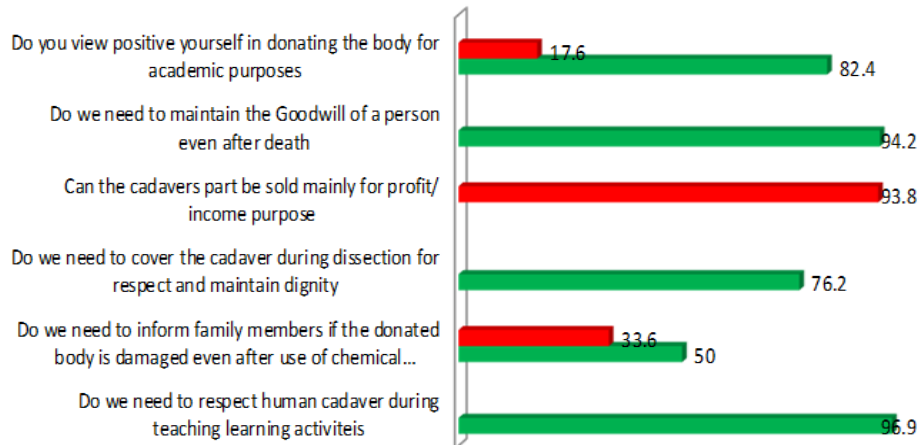 Do you view positive yourself in donating the body for
academic purposes
17.6
82.4
Do we need to maintain the Goodwill of a person
even after death
94.2
Can the cadavers part be sold mainly for profit/
income purpose
93.8
Do we need to cover the cadaver during dissection for
respect and maintain dignity
76.2
Do we need to inform family members if the donated
body is damaged even after use of chemical...
33.6
50
Do we need to respect human cadaver during
teaching learning activiteis
96.9